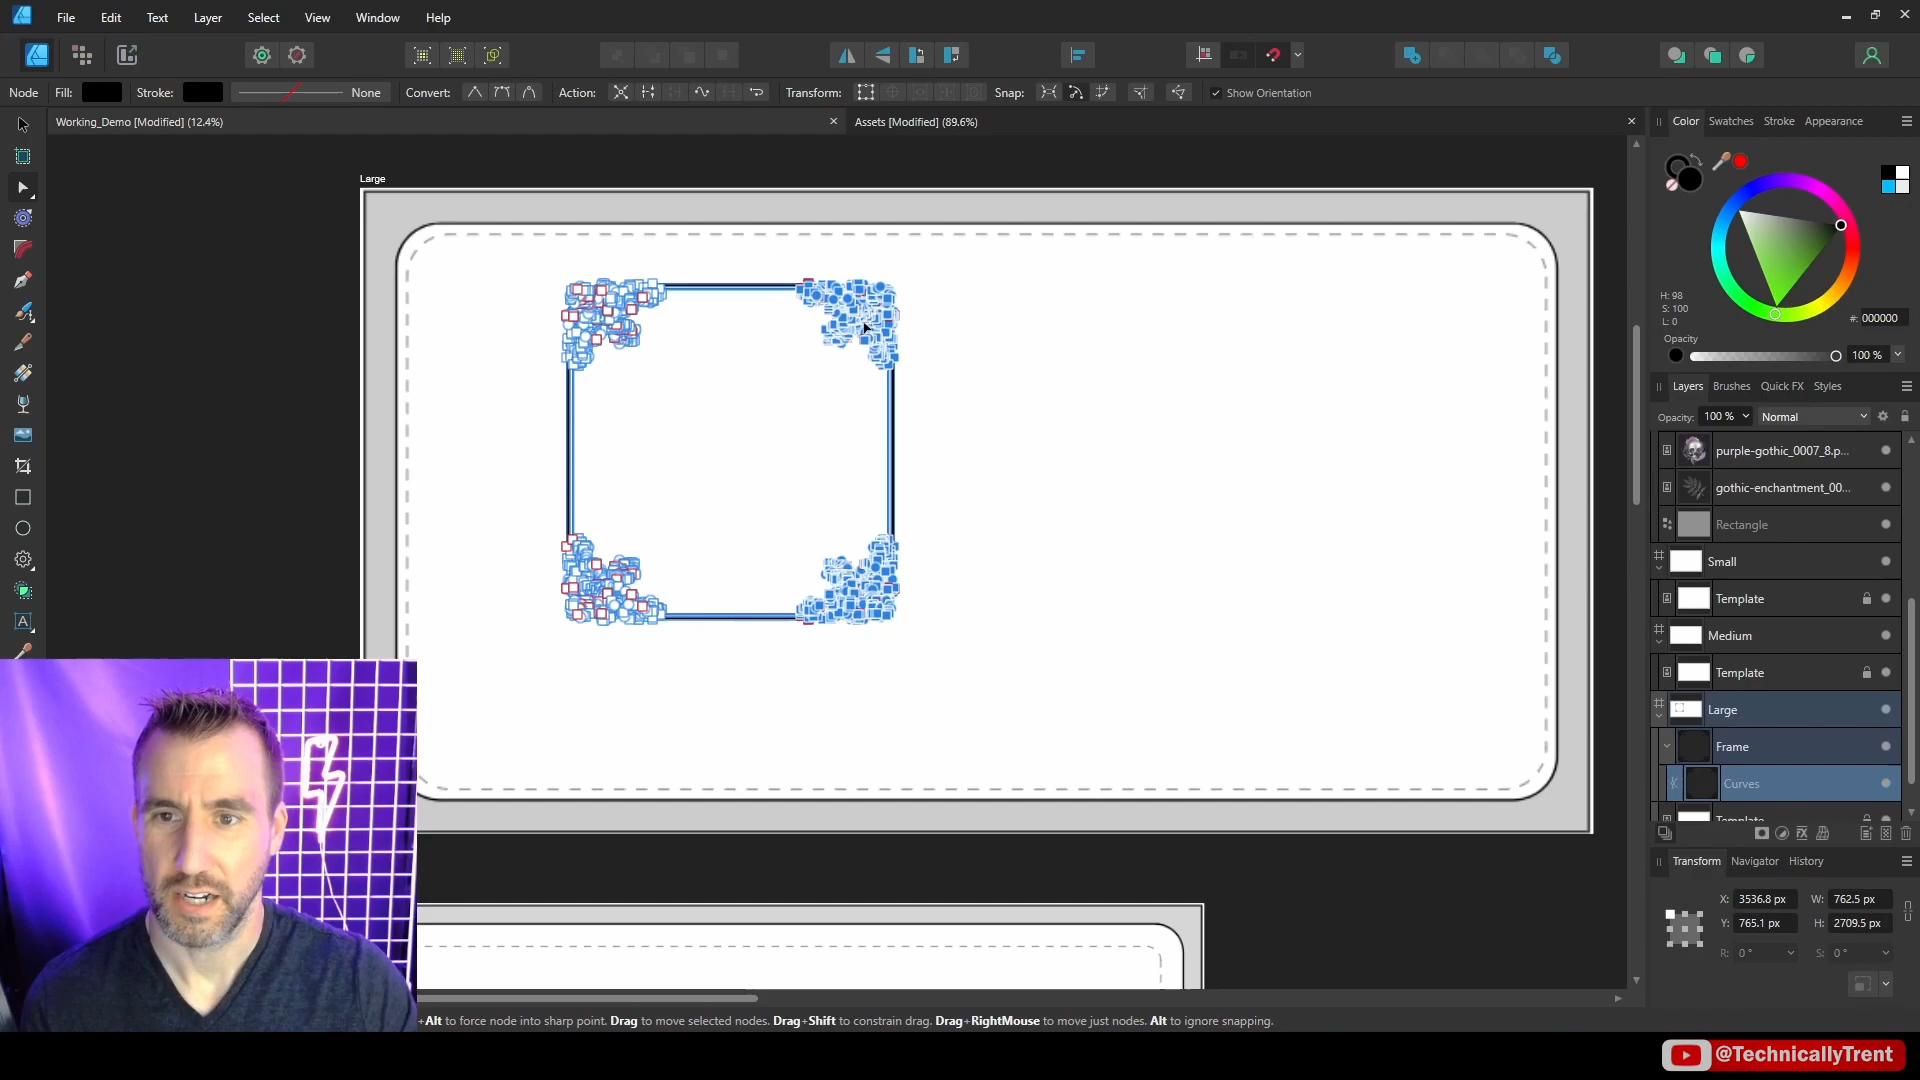 File Edit Text Layer Select View Window Help
Node Fill: Stroke: None Convert: Action: Transform: Snap: Show Orientation
Working_Demo [Modified] (12.4%)
Assets [Modified] (89.6%)
Large
Color Swatches Stroke Appearance
H: 98
S: 100
L: 0
#: 000000
Opacity
100 %
Layers Brushes Quick FX Styles
Opacity: 100 % Normal
purple-gothic_0007_8.p...
gothic-enchantment_00...
Rectangle
Small
Template
Medium
Template
Large
Frame
Curves
Template
Transform Navigator History
X: 3536.8 px W: 762.5 px
Y: 765.1 px H: 2709.5 px
R: 0 ° S: 0 °
+Alt to force node into sharp point. Drag to move selected nodes. Drag+Shift to constrain drag. Drag+RightMouse to move just nodes. Alt to ignore snapping.
@TechnicallyTrent